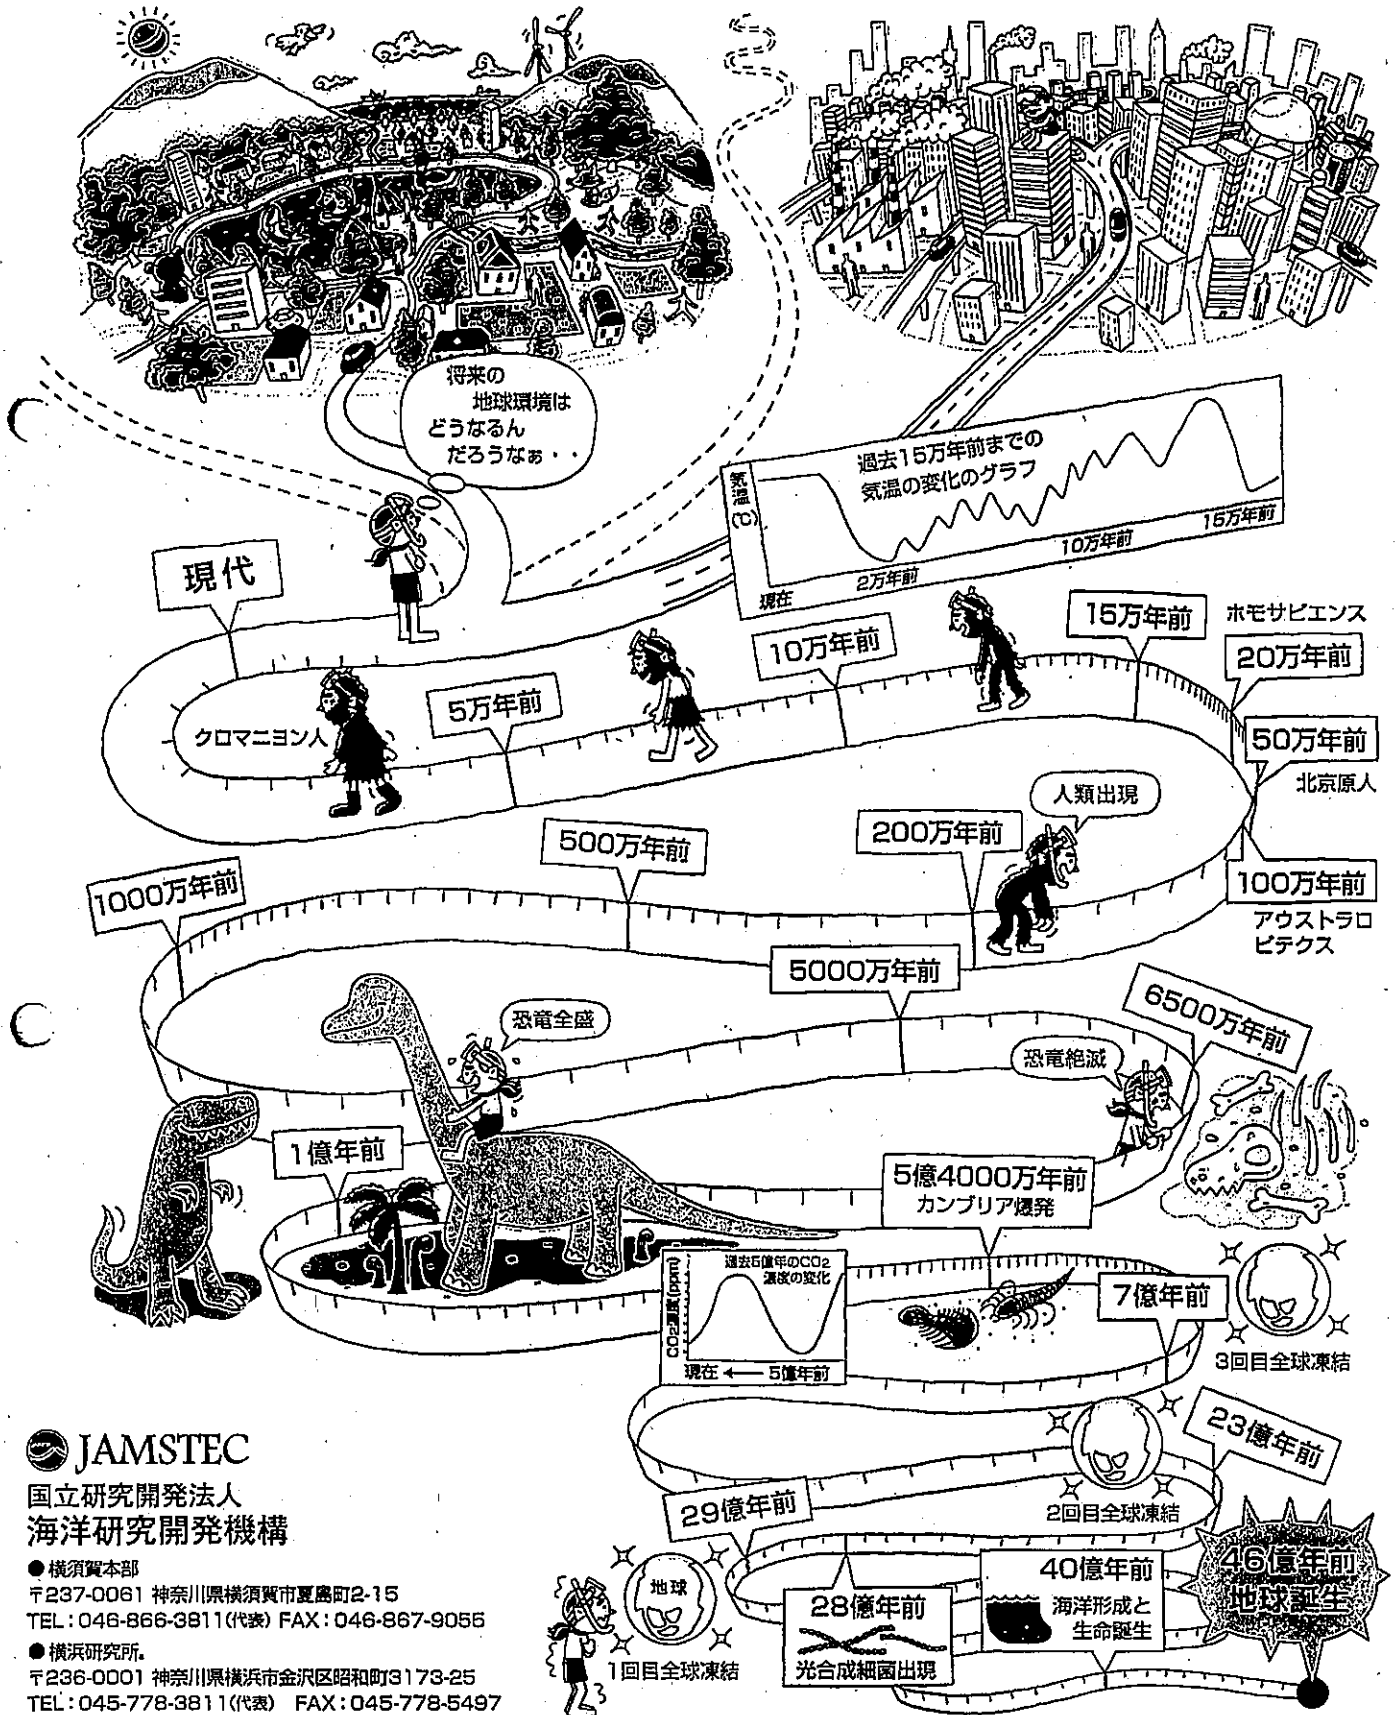 将来の
地球環境は
どうなるん
だろうなぁ・・
過去15万年前までの
気温の変化のグラフ
気温(℃)
現在
2万年前
10万年前
15万年前
現代
クロマニヨン人
5万年前
10万年前
15万年前
ホモサピエンス
20万年前
50万年前
北京原人
人類出現
100万年前
アウストラロ
ピテクス
200万年前
500万年前
1000万年前
5000万年前
6500万年前
恐竜全盛
恐竜絶滅
1億年前
5億4000万年前
カンブリア爆発
過去5億年のCO2
濃度の変化
CO2濃度(ppm)
現在 ← 5億年前
7億年前
3回目全球凍結
23億年前
2回目全球凍結
29億年前
地球
1回目全球凍結
28億年前
光合成細菌出現
40億年前
海洋形成と
生命誕生
46億年前
地球誕生
JAMSTEC
国立研究開発法人
海洋研究開発機構
●横須賀本部
〒237-0061 神奈川県横須賀市夏島町2-15
TEL:046-866-3811(代表) FAX:046-867-9055
●横浜研究所。
〒236-0001 神奈川県横浜市金沢区昭和町3173-25
TEL:045-778-3811(代表) FAX:045-778-5497